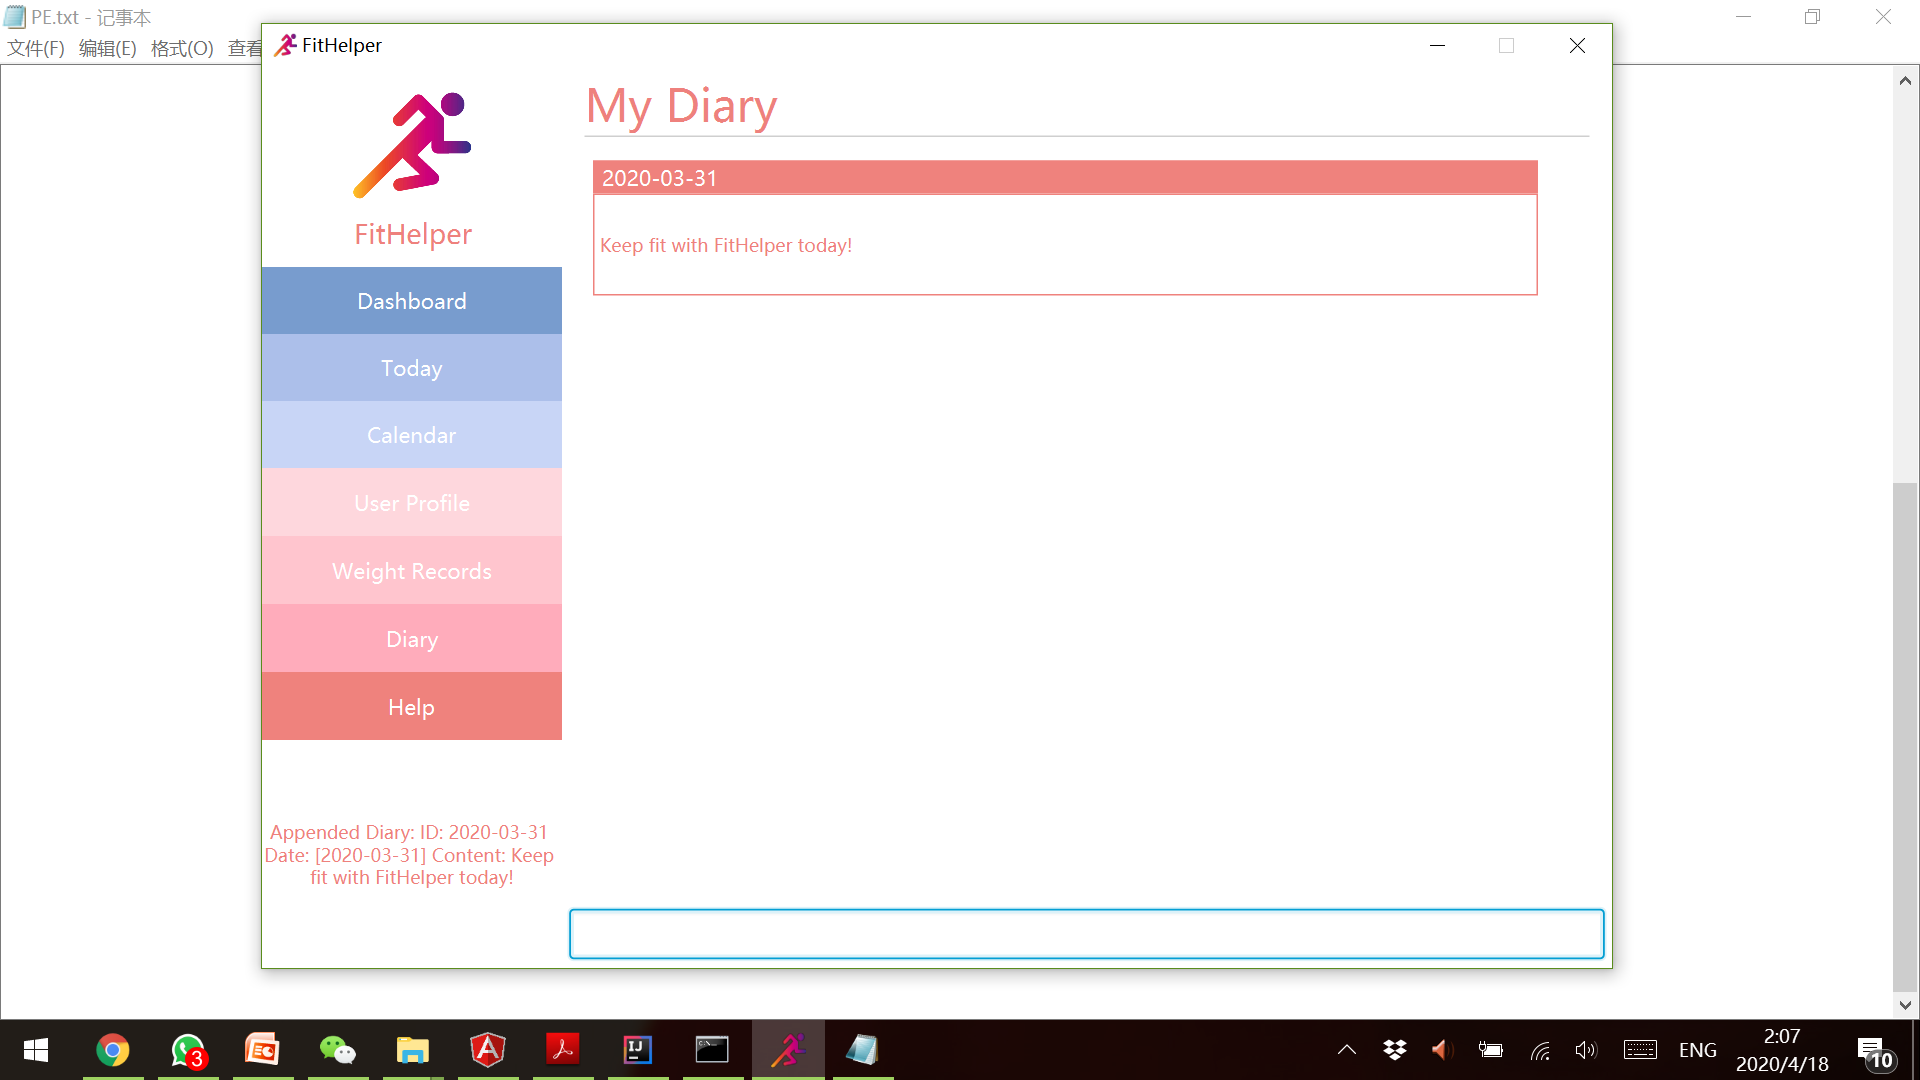 PE.txt - 记事本
文件(F) 编辑(E) 格式(O) 查看
FitHelper
FitHelper
Dashboard
Today
Calendar
User Profile
Weight Records
Diary
Help
Appended Diary: ID: 2020-03-31
Date: [2020-03-31] Content: Keep
fit with FitHelper today!
My Diary
2020-03-31
Keep fit with FitHelper today!
3
IJ
ENG
2:07
2020/4/18
10